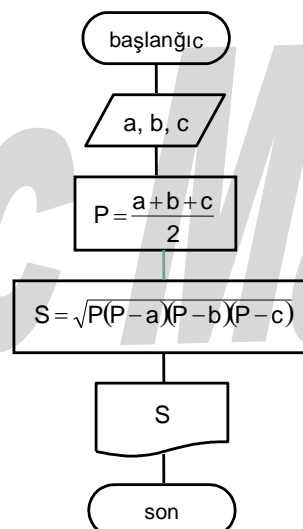 başlanğıc
a, b, c
P = a+b+c / 2
S = √P(P−a)(P−b)(P−c)
S
son